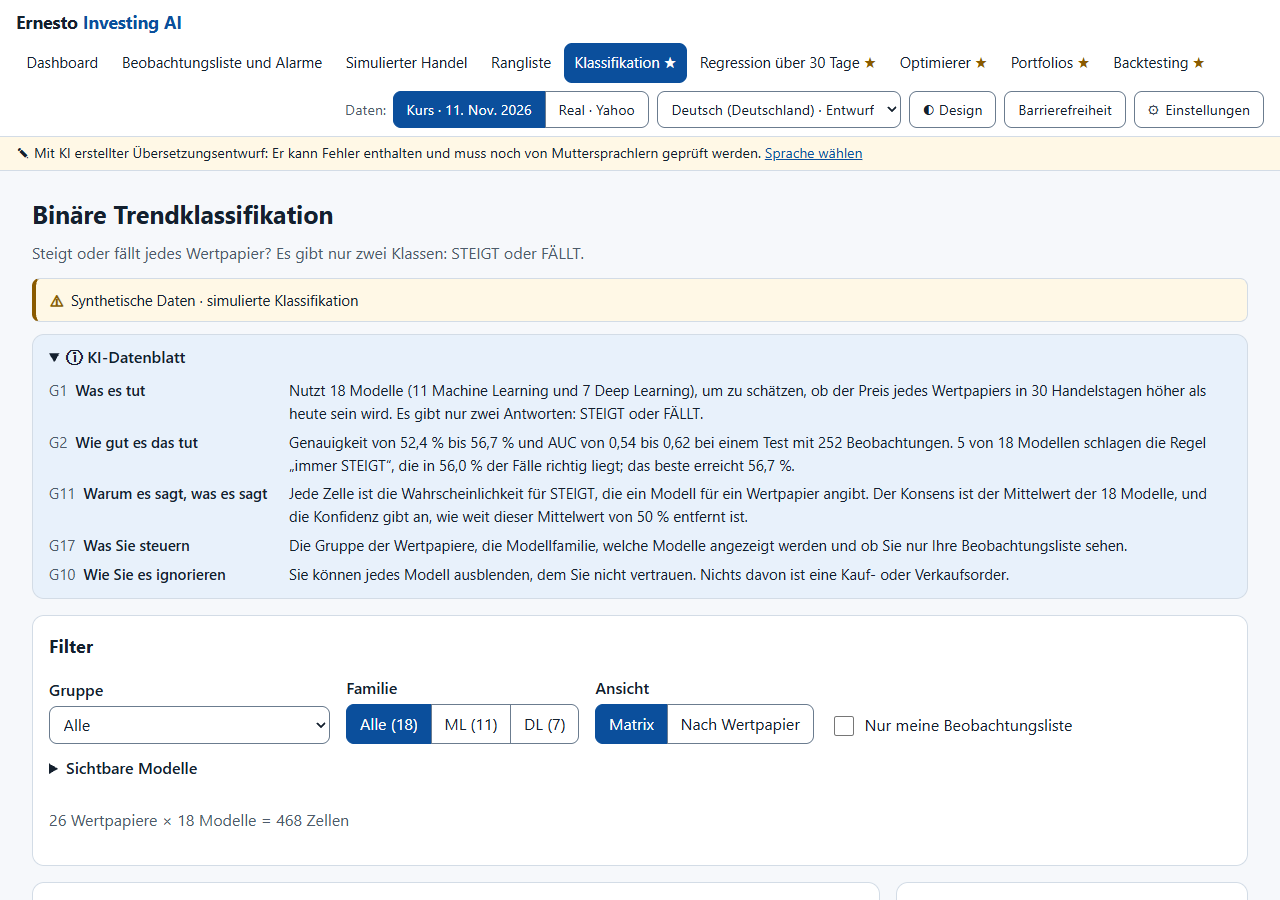 Ernesto Investing AI
Dashboard Beobachtungsliste und Alarme Simulierter Handel Rangliste Klassifikation ★ Regression über 30 Tage ★ Optimierer ★ Portfolios ★ Backtesting ★
Daten: Kurs · 11. Nov. 2026 Real · Yahoo Deutsch (Deutschland) · Entwurf Design Barrierefreiheit Einstellungen
Mit KI erstellter Übersetzungsentwurf: Er kann Fehler enthalten und muss noch von Muttersprachlern geprüft werden. Sprache wählen
Binäre Trendklassifikation
Steigt oder fällt jedes Wertpapier? Es gibt nur zwei Klassen: STEIGT oder FÄLLT.
⚠ Synthetische Daten · simulierte Klassifikation
▼ ⓘ KI-Datenblatt
G1 Was es tut Nutzt 18 Modelle (11 Machine Learning und 7 Deep Learning), um zu schätzen, ob der Preis jedes Wertpapiers in 30 Handelstagen höher als
heute sein wird. Es gibt nur zwei Antworten: STEIGT oder FÄLLT.
G2 Wie gut es das tut Genauigkeit von 52,4 % bis 56,7 % und AUC von 0,54 bis 0,62 bei einem Test mit 252 Beobachtungen. 5 von 18 Modellen schlagen die Regel
„immer STEIGT“, die in 56,0 % der Fälle richtig liegt; das beste erreicht 56,7 %.
G11 Warum es sagt, was es sagt Jede Zelle ist die Wahrscheinlichkeit für STEIGT, die ein Modell für ein Wertpapier angibt. Der Konsens ist der Mittelwert der 18 Modelle, und
die Konfidenz gibt an, wie weit dieser Mittelwert von 50 % entfernt ist.
G17 Was Sie steuern Die Gruppe der Wertpapiere, die Modellfamilie, welche Modelle angezeigt werden und ob Sie nur Ihre Beobachtungsliste sehen.
G10 Wie Sie es ignorieren Sie können jedes Modell ausblenden, dem Sie nicht vertrauen. Nichts davon ist eine Kauf- oder Verkaufsorder.
Filter
Gruppe Familie Ansicht
Alle Alle (18) ML (11) DL (7) Matrix Nach Wertpapier Nur meine Beobachtungsliste
▶ Sichtbare Modelle
26 Wertpapiere × 18 Modelle = 468 Zellen